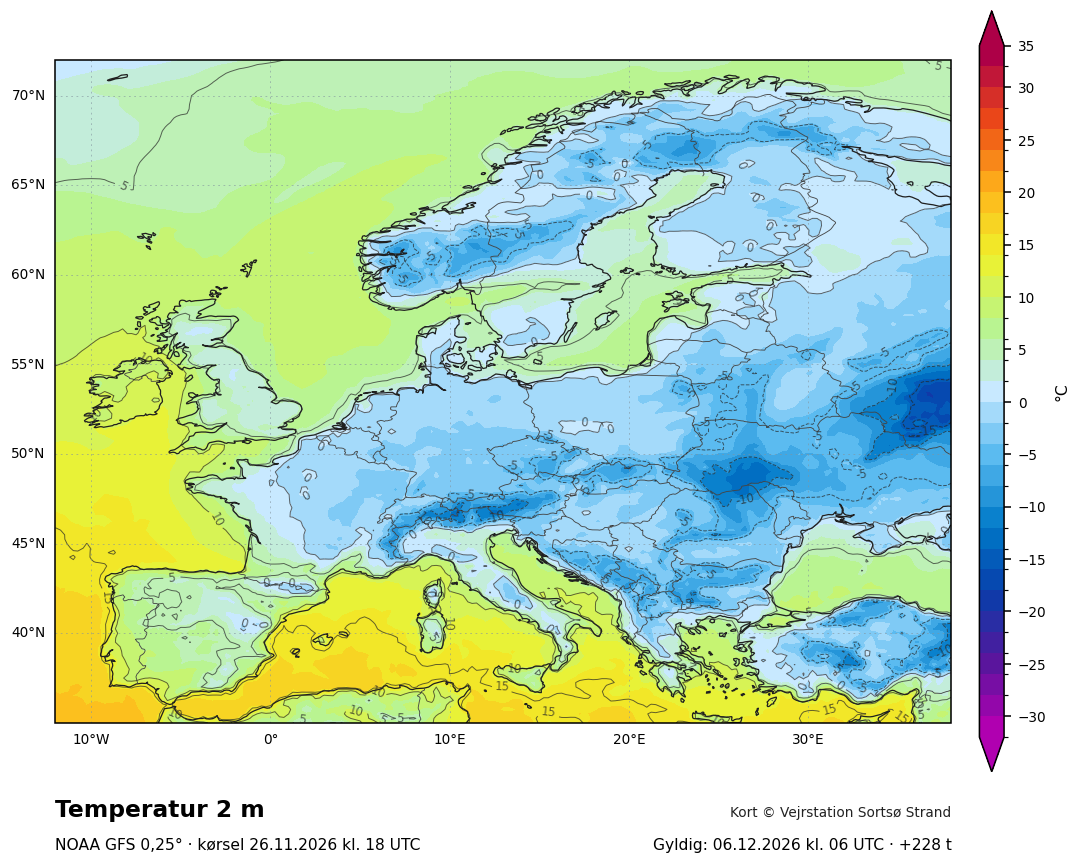 70°N
65°N
60°N
55°N
50°N
45°N
40°N
10°W
0°
10°E
20°E
30°E
35
30
25
20
15
10
5
0
−5
−10
−15
−20
−25
−30
°C
Temperatur 2 m
Kort © Vejrstation Sortsø Strand
NOAA GFS 0,25° · kørsel 26.11.2026 kl. 18 UTC
Gyldig: 06.12.2026 kl. 06 UTC · +228 t